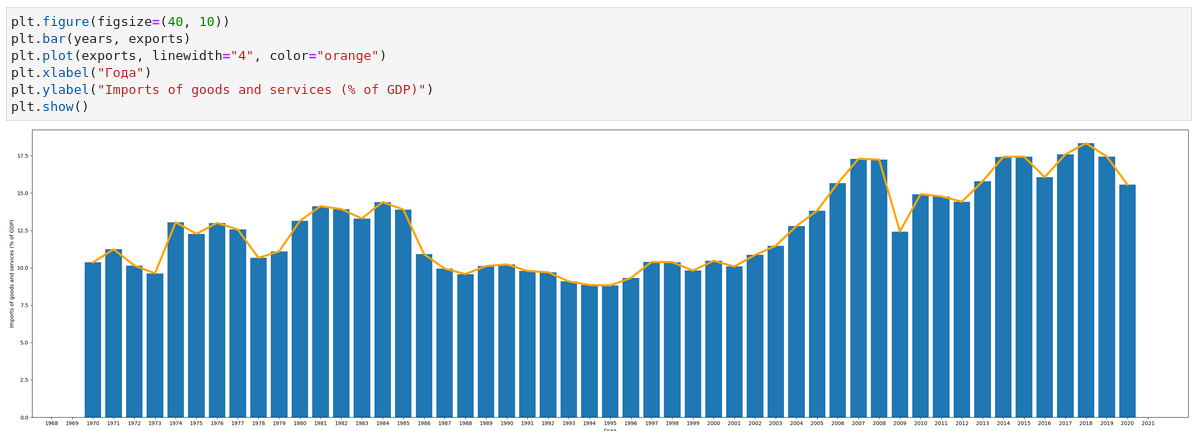 plt.figure(figsize=(40, 10))
plt.bar(years, exports)
plt.plot(exports, linewidth="4", color="orange")
plt.xlabel("Года")
plt.ylabel("Imports of goods and services (% of GDP)")
plt.show()
17.5
15.0
12.5
10.0
7.5
5.0
2.5
0.0
Imports of goods and services (% of GDP)
1968 1969 1970 1971 1972 1973 1974 1975 1976 1977 1978 1979 1980 1981 1982 1983 1984 1985 1986 1987 1988 1989 1990 1991 1992 1993 1994 1995 1996 1997 1998 1999 2000 2001 2002 2003 2004 2005 2006 2007 2008 2009 2010 2011 2012 2013 2014 2015 2016 2017 2018 2019 2020 2021
Года